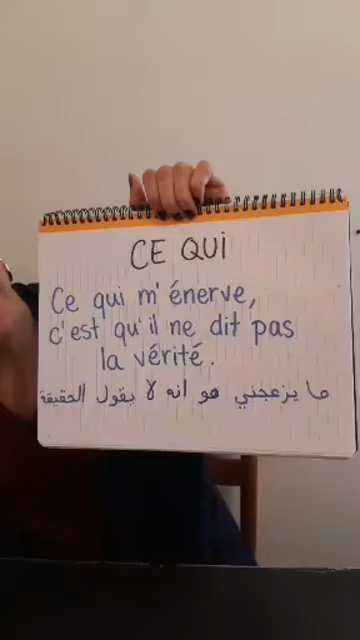 CE QUi
Ce qui m'énerve,
c'est qu'il ne dit pas
la vérité.
ما يزعجني هو انه لا يقول الحقيقة